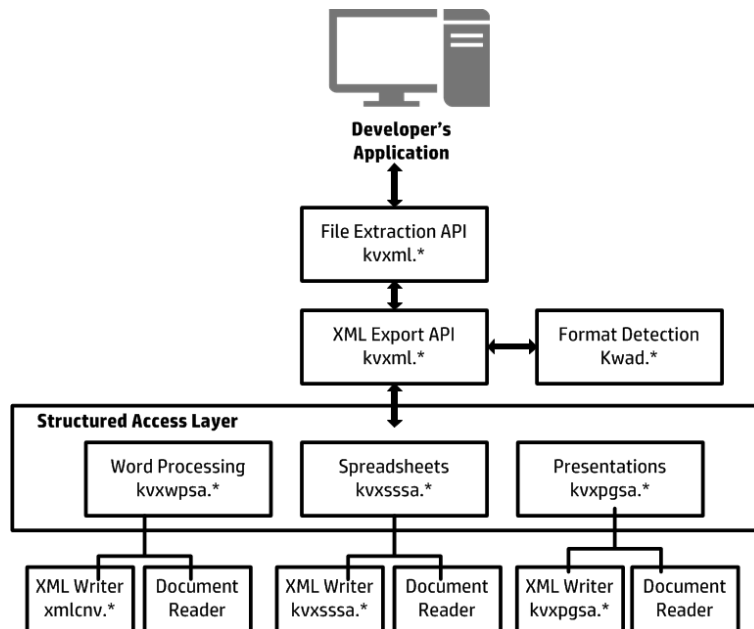 Developer's
Application
File Extraction API
kvxml.*
XML Export API
kvxml.*
Format Detection
Kwad.*
Structured Access Layer
Word Processing
kvxwpsa.*
Spreadsheets
kvxsssa.*
Presentations
kvxpgsa.*
XML Writer
xmlcnv.*
Document
Reader
XML Writer
kvxsssa.*
Document
Reader
XML Writer
kvxpgsa.*
Document
Reader